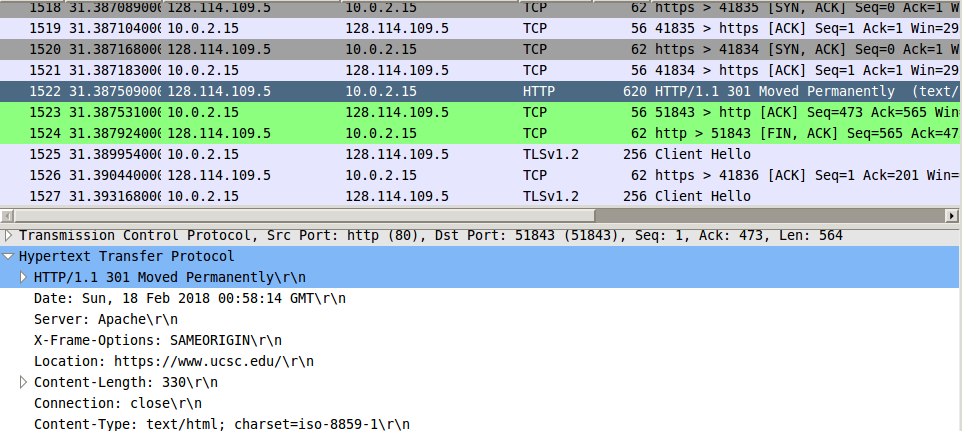 1518 31.387089000 128.114.109.5 10.0.2.15 TCP 62 https > 41835 [SYN, ACK] Seq=0 Ack=1 W
1519 31.387104000 10.0.2.15 128.114.109.5 TCP 56 41835 > https [ACK] Seq=1 Ack=1 Win=29
1520 31.387168000 128.114.109.5 10.0.2.15 TCP 62 https > 41834 [SYN, ACK] Seq=0 Ack=1 W
1521 31.387183000 10.0.2.15 128.114.109.5 TCP 56 41834 > https [ACK] Seq=1 Ack=1 Win=29
1522 31.387509000 128.114.109.5 10.0.2.15 HTTP 620 HTTP/1.1 301 Moved Permanently (text/
1523 31.387531000 10.0.2.15 128.114.109.5 TCP 56 51843 > http [ACK] Seq=473 Ack=565 Win
1524 31.387924000 128.114.109.5 10.0.2.15 TCP 62 http > 51843 [FIN, ACK] Seq=565 Ack=47
1525 31.389954000 10.0.2.15 128.114.109.5 TLSv1.2 256 Client Hello
1526 31.390440000 128.114.109.5 10.0.2.15 TCP 62 https > 41836 [ACK] Seq=1 Ack=201 Win=
1527 31.393168000 10.0.2.15 128.114.109.5 TLSv1.2 256 Client Hello
Transmission Control Protocol, Src Port: http (80), Dst Port: 51843 (51843), Seq: 1, Ack: 473, Len: 564
Hypertext Transfer Protocol
HTTP/1.1 301 Moved Permanently\r\n
Date: Sun, 18 Feb 2018 00:58:14 GMT\r\n
Server: Apache\r\n
X-Frame-Options: SAMEORIGIN\r\n
Location: https://www.ucsc.edu/\r\n
Content-Length: 330\r\n
Connection: close\r\n
Content-Type: text/html; charset=iso-8859-1\r\n